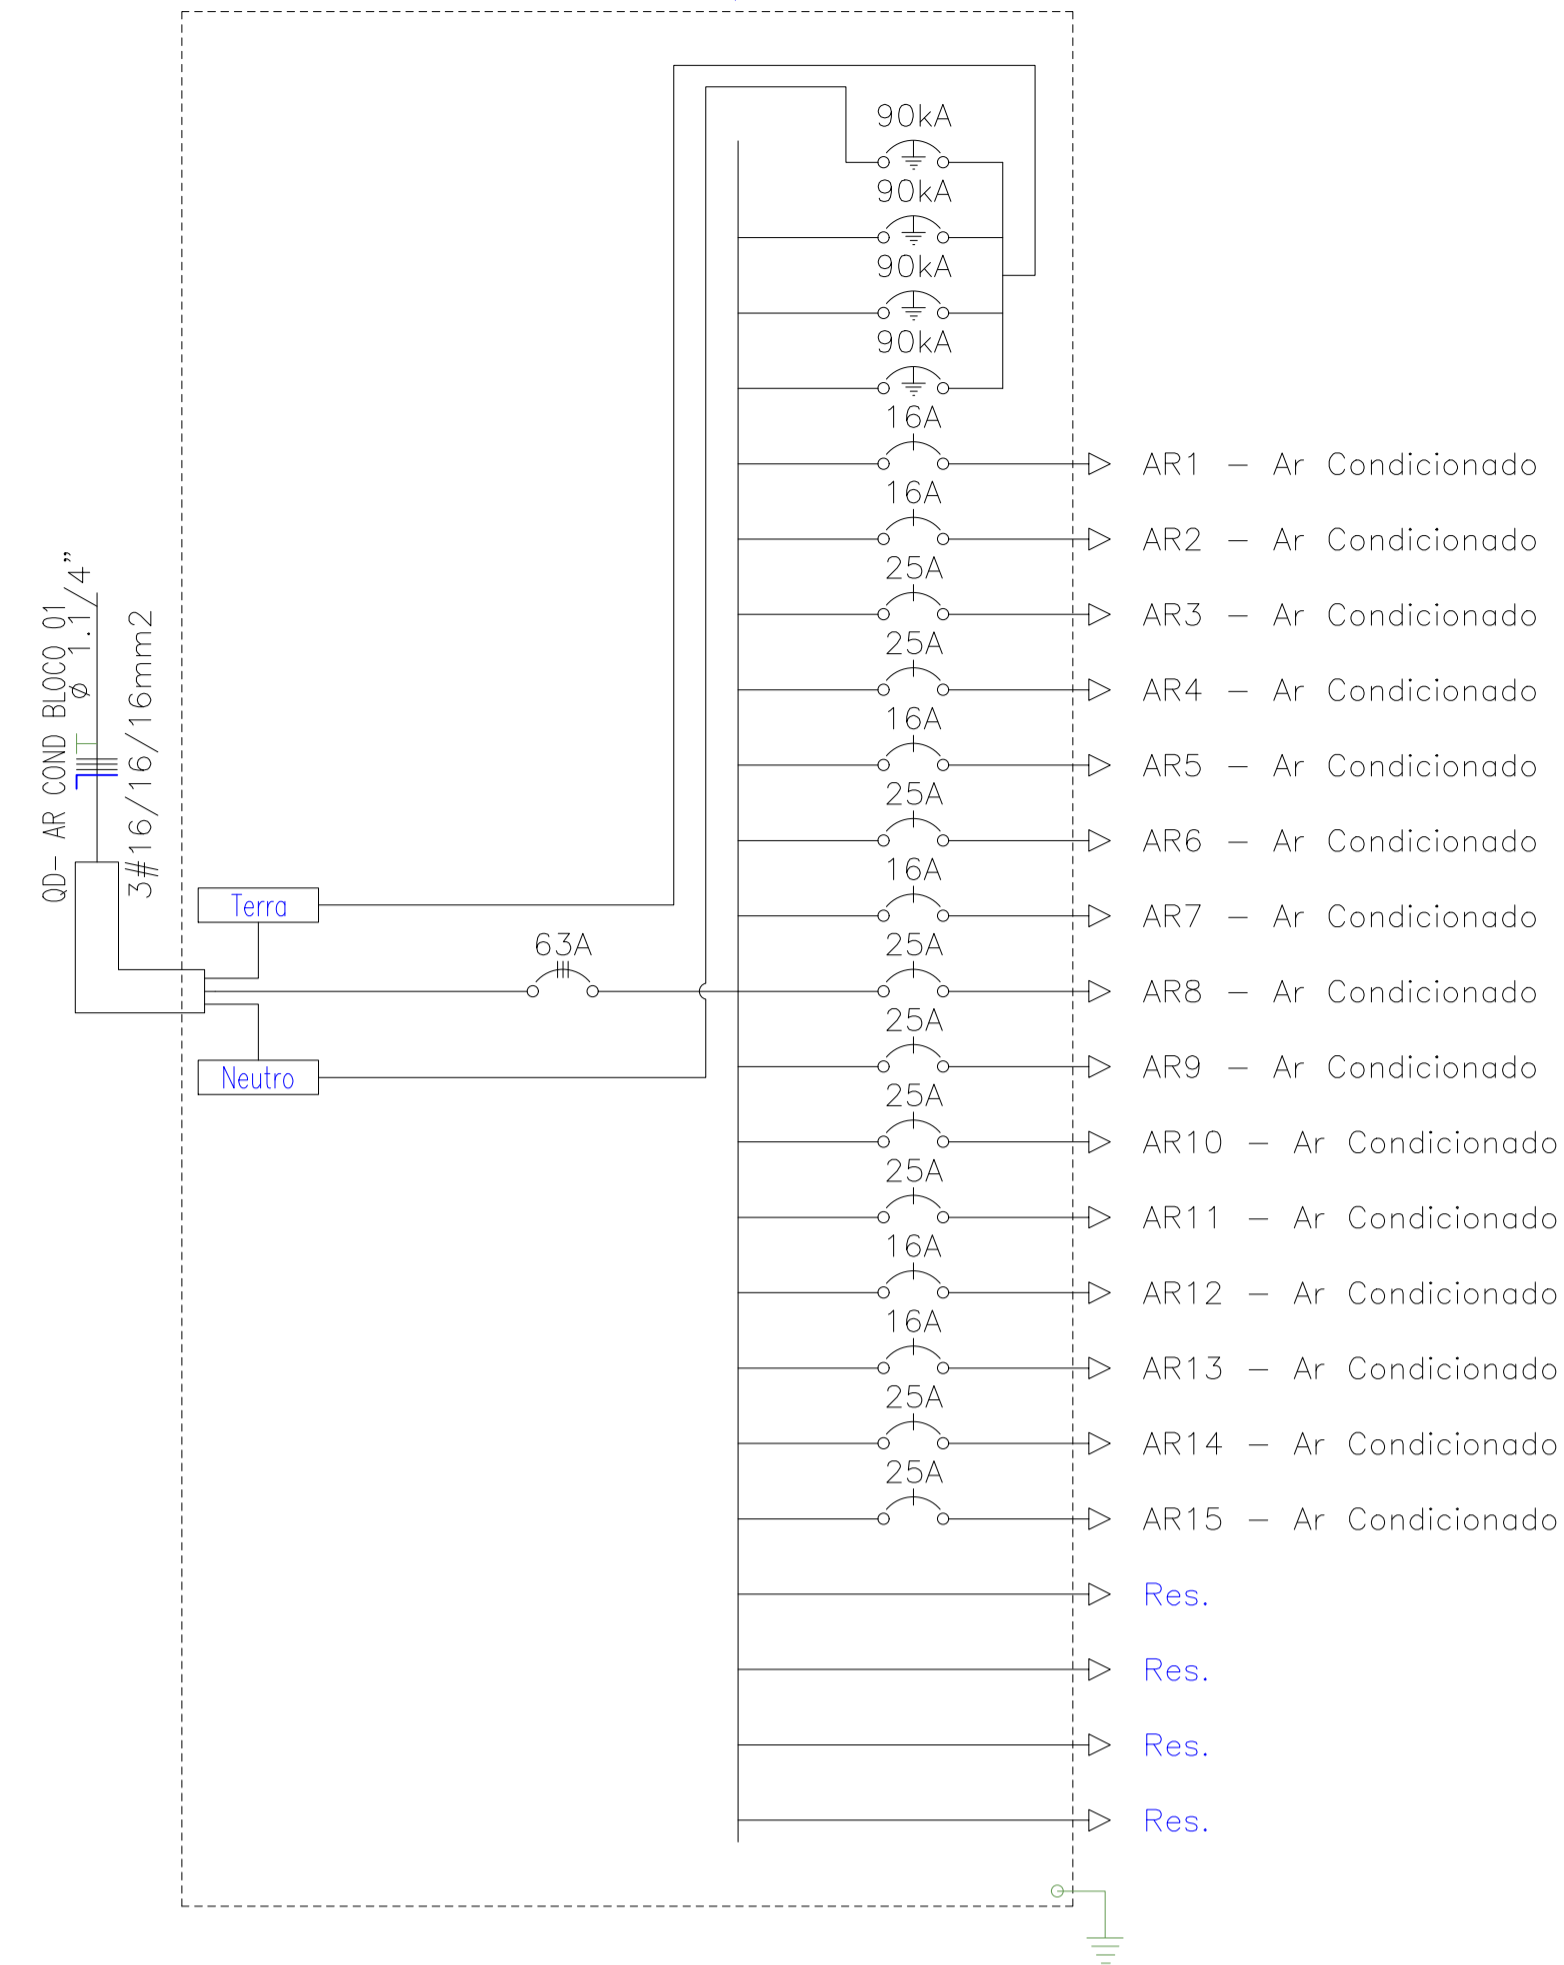 90kA
90kA
90kA
90kA
16A
AR1 - Ar Condicionado
16A
AR2 - Ar Condicionado
25A
AR3 - Ar Condicionado
25A
AR4 - Ar Condicionado
16A
AR5 - Ar Condicionado
25A
AR6 - Ar Condicionado
16A
AR7 - Ar Condicionado
25A
AR8 - Ar Condicionado
25A
AR9 - Ar Condicionado
25A
AR10 - Ar Condicionado
25A
AR11 - Ar Condicionado
16A
AR12 - Ar Condicionado
16A
AR13 - Ar Condicionado
25A
AR14 - Ar Condicionado
25A
AR15 - Ar Condicionado
Res.
Res.
Res.
Res.
QD- AR COND BLOCO 01
ø 1.1/4"
T
3#16/16/16mm2
Terra
63A
Neutro